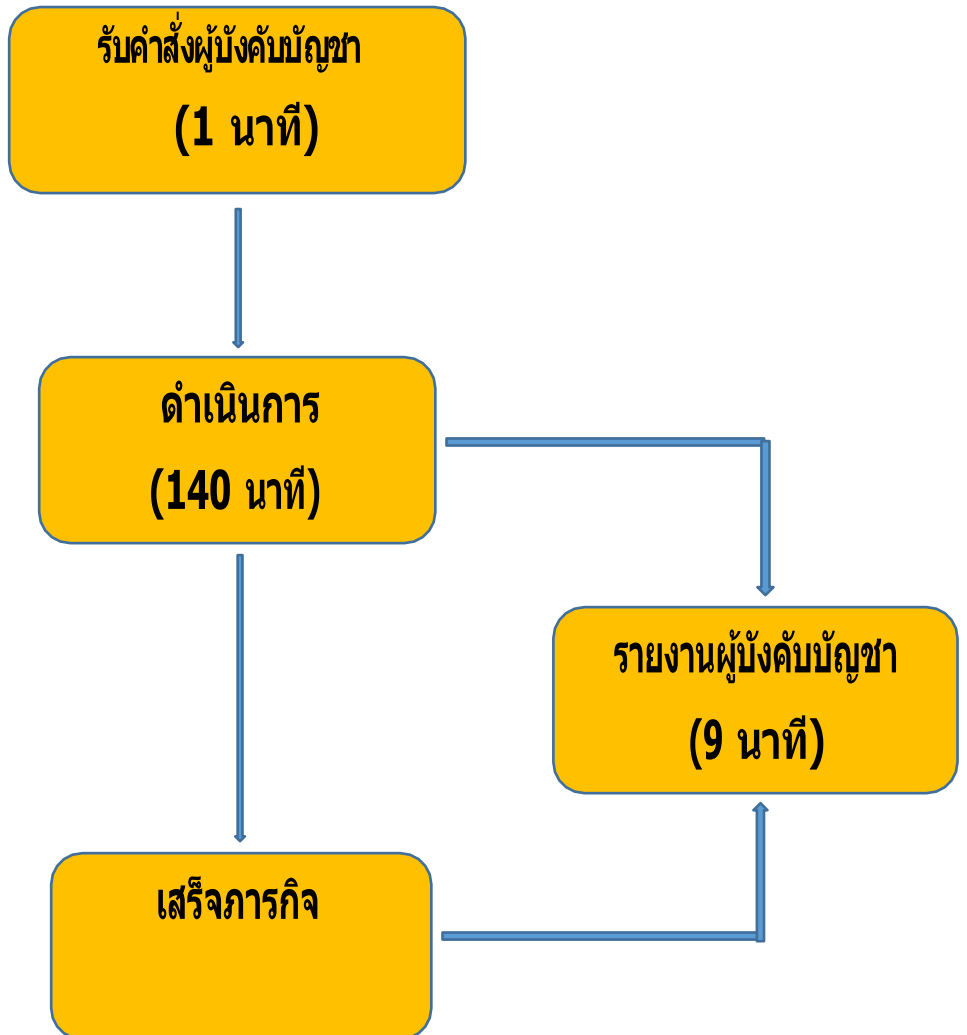 รับคำสั่งผู้บังคับบัญชา
(1 นาที)
ดำเนินการ
(140 นาที)
รายงานผู้บังคับบัญชา
(9 นาที)
เสร็จภารกิจ